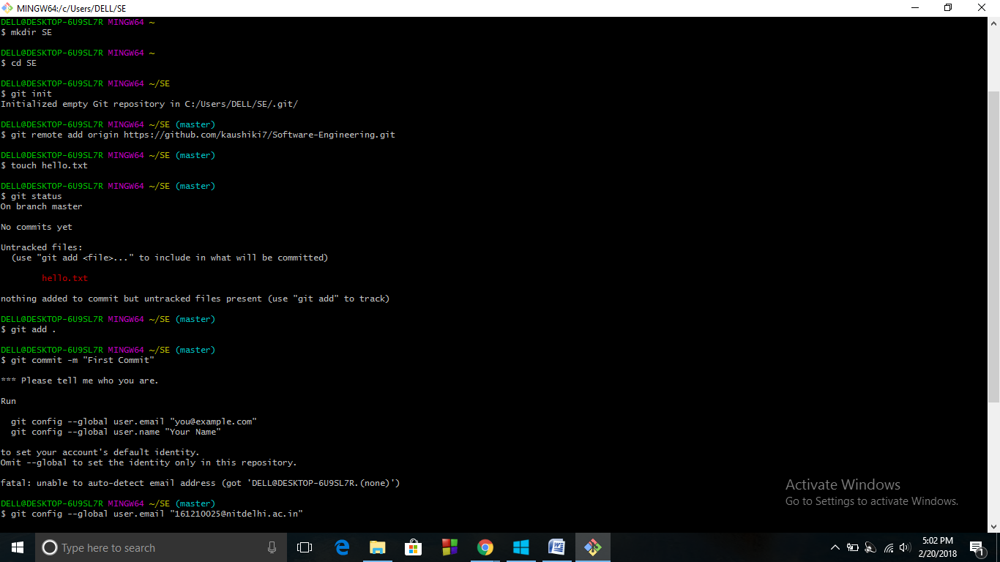 MINGW64:/c/Users/DELL/SE
DELL@DESKTOP-6U9SL7R MINGW64 ~
$ mkdir SE
DELL@DESKTOP-6U9SL7R MINGW64 ~
$ cd SE
DELL@DESKTOP-6U9SL7R MINGW64 ~/SE
$ git init
Initialized empty Git repository in C:/Users/DELL/SE/.git/
DELL@DESKTOP-6U9SL7R MINGW64 ~/SE (master)
$ git remote add origin https://github.com/kaushiki7/Software-Engineering.git
DELL@DESKTOP-6U9SL7R MINGW64 ~/SE (master)
$ touch hello.txt
DELL@DESKTOP-6U9SL7R MINGW64 ~/SE (master)
$ git status
On branch master
No commits yet
Untracked files:
  (use "git add <file>..." to include in what will be committed)
        hello.txt
nothing added to commit but untracked files present (use "git add" to track)
DELL@DESKTOP-6U9SL7R MINGW64 ~/SE (master)
$ git add .
DELL@DESKTOP-6U9SL7R MINGW64 ~/SE (master)
$ git commit -m "First Commit"
*** Please tell me who you are.
Run
  git config --global user.email "you@example.com"
  git config --global user.name "Your Name"
to set your account's default identity.
Omit --global to set the identity only in this repository.
fatal: unable to auto-detect email address (got 'DELL@DESKTOP-6U9SL7R.(none)')
DELL@DESKTOP-6U9SL7R MINGW64 ~/SE (master)
$ git config --global user.email "161210025@nitdelhi.ac.in"
Activate Windows
Go to Settings to activate Windows.
Type here to search
5:02 PM
2/20/2018
1